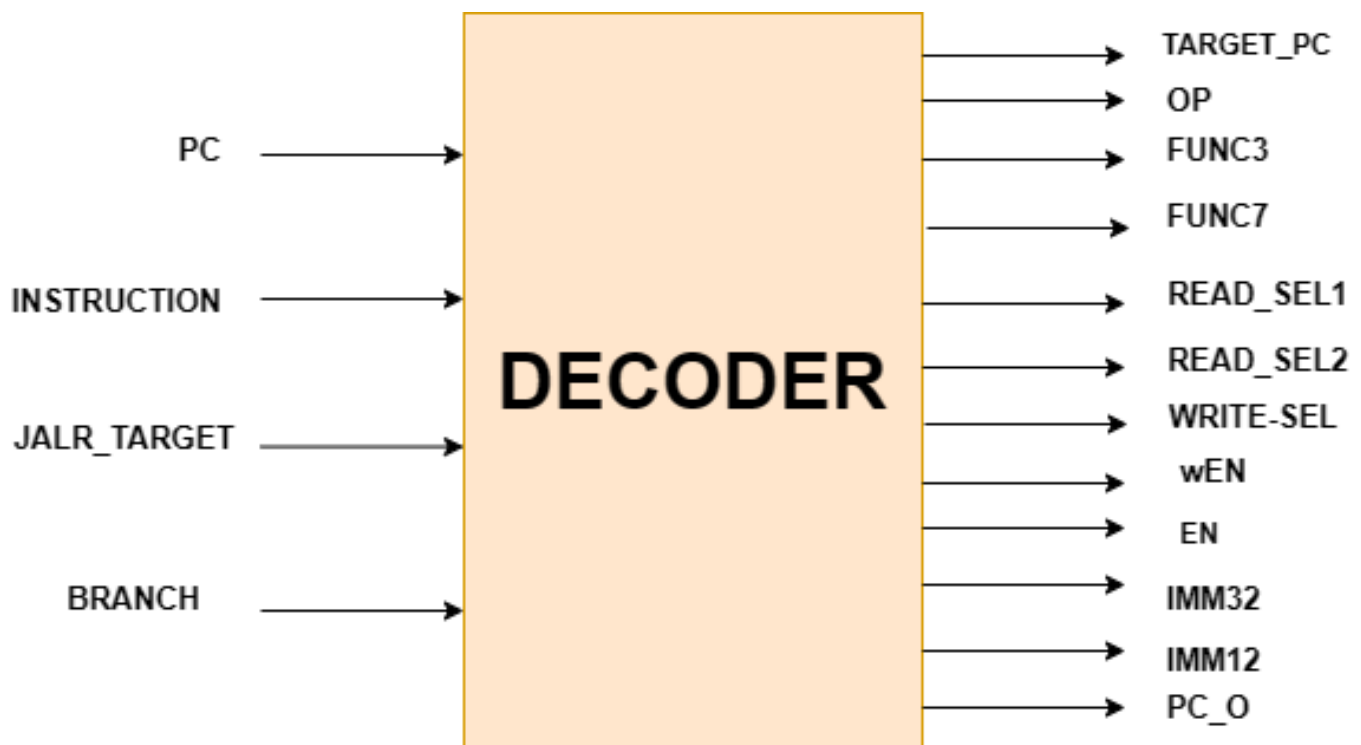 PC
INSTRUCTION
JALR_TARGET
BRANCH
DECODER
TARGET_PC
OP
FUNC3
FUNC7
READ_SEL1
READ_SEL2
WRITE-SEL
wEN
EN
IMM32
IMM12
PC_O